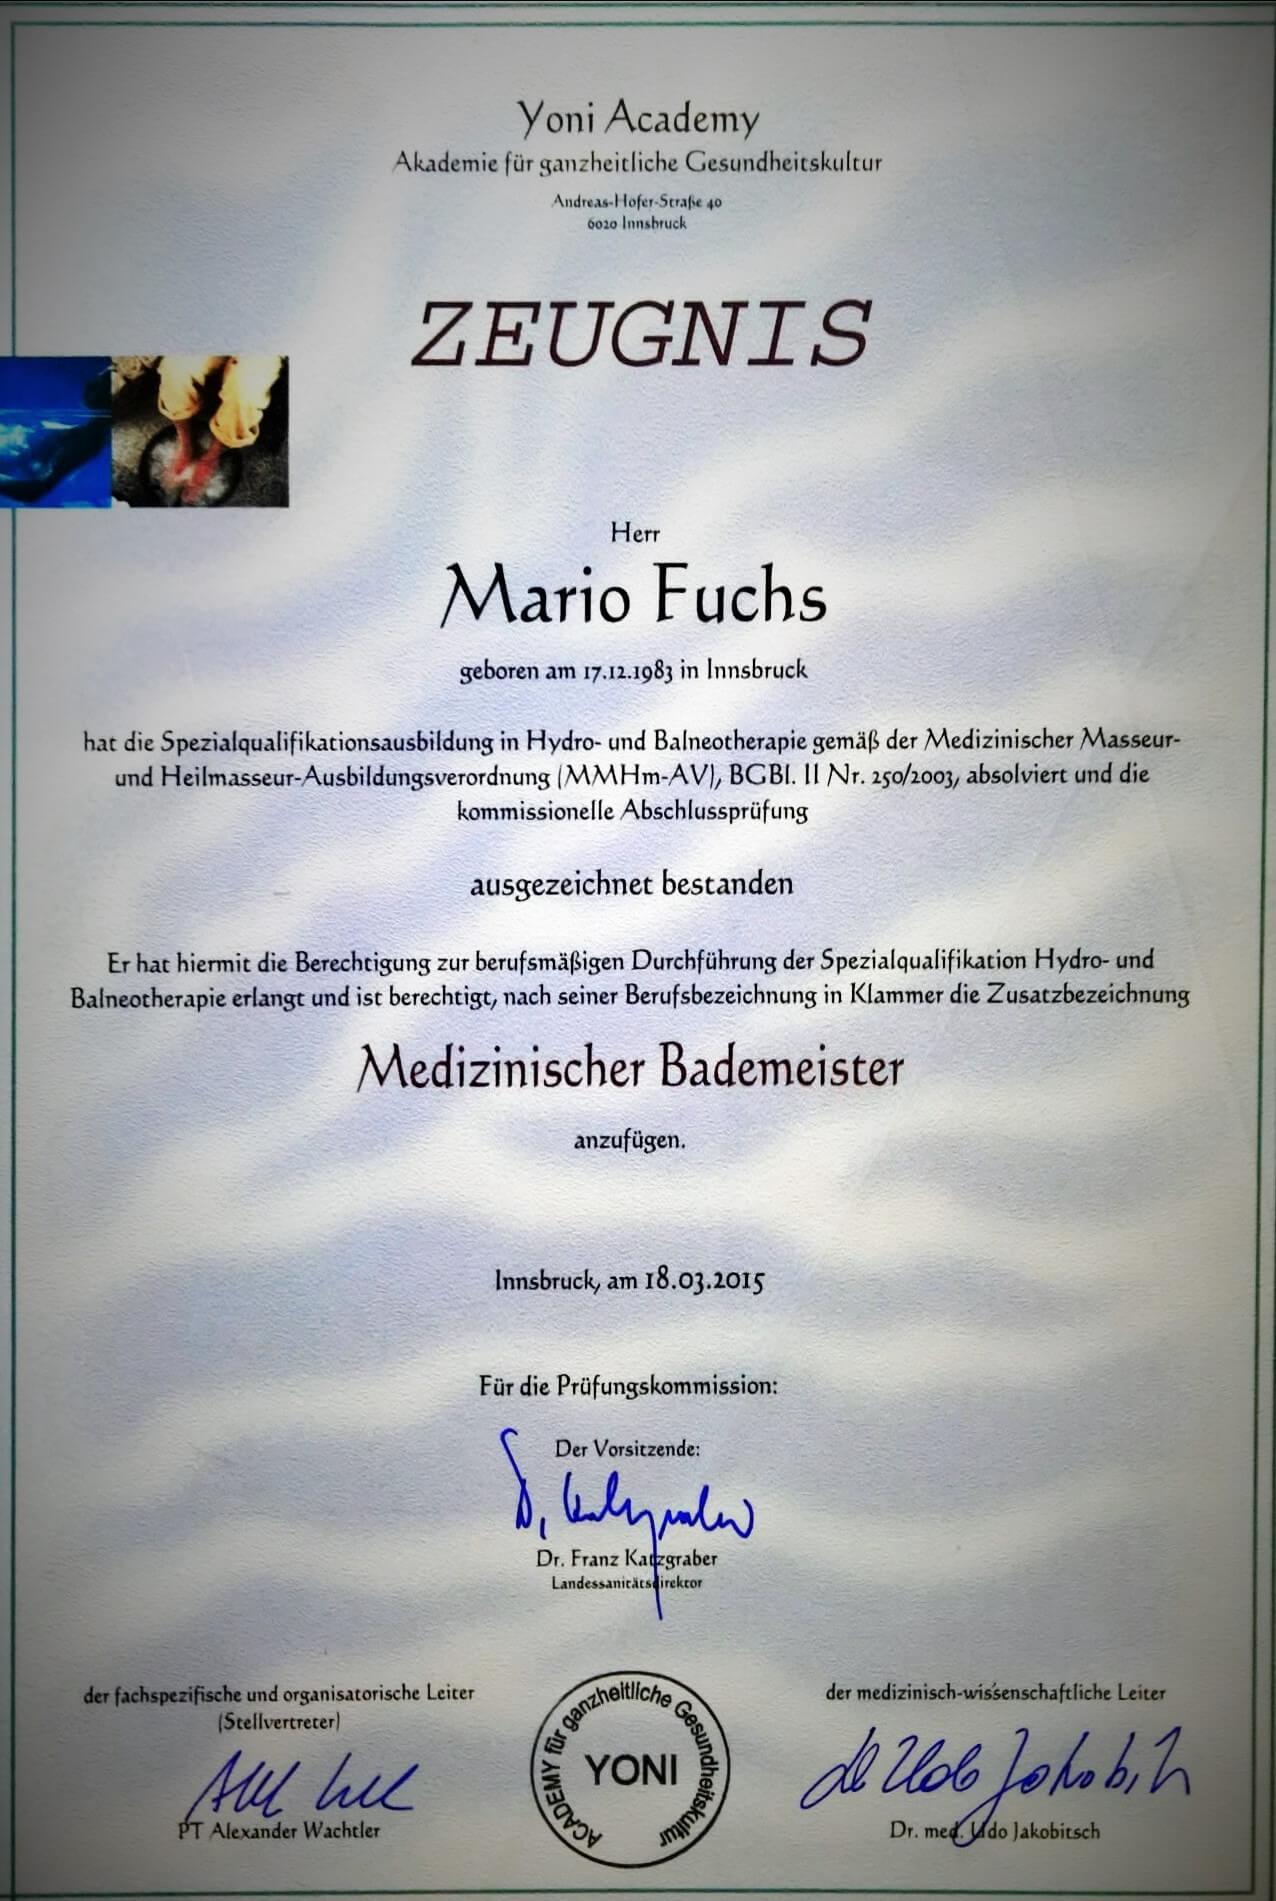 Yoni Academy
Akademie für ganzheitliche Gesundheitskultur
Andreas-Hofer-Straße 40
6020 Innsbruck
ZEUGNIS
Herr
Mario Fuchs
geboren am 17.12.1983 in Innsbruck
hat die Spezialqualifikationsausbildung in Hydro- und Balneotherapie gemäß der Medizinischer Masseur-
und Heilmasseur-Ausbildungsverordnung (MMHm-AV), BGBl. II Nr. 250/2003, absolviert und die
kommissionelle Abschlussprüfung
ausgezeichnet bestanden
Er hat hiermit die Berechtigung zur berufsmäßigen Durchführung der Spezialqualifikation Hydro- und
Balneotherapie erlangt und ist berechtigt, nach seiner Berufsbezeichnung in Klammer die Zusatzbezeichnung
Medizinischer Bademeister
anzufügen.
Innsbruck, am 18.03.2015
Für die Prüfungskommission:
Der Vorsitzende:
Dr. Franz Katzgraber
Landessanitätsdirektor
der fachspezifische und organisatorische Leiter
(Stellvertreter)
PT Alexander Wachtler
ACADEMY für ganzheitliche Gesundheitskultur
YONI
der medizinisch-wissenschaftliche Leiter
Dr. Udo Jakobitsch
Dr. med. Udo Jakobitsch